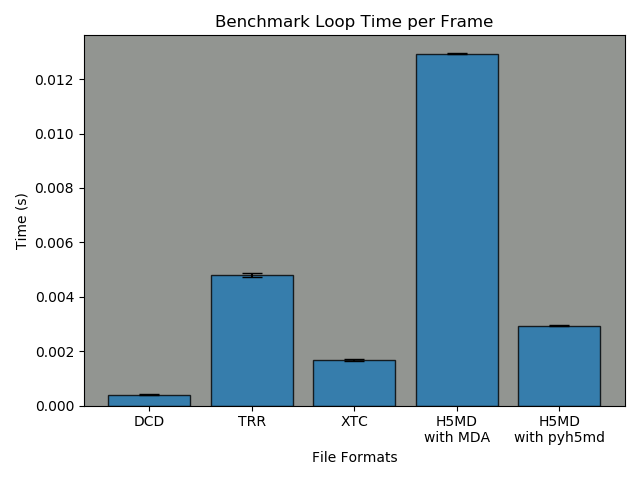 Benchmark Loop Time per Frame
0.012
0.010
0.008
0.006
0.004
0.002
0.000
Time (s)
DCD
TRR
XTC
H5MD
with MDA
H5MD
with pyh5md
File Formats